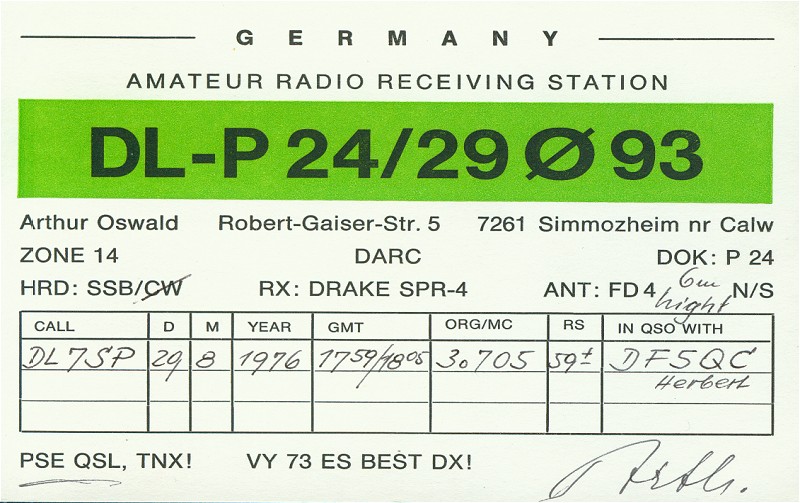 GERMANY
AMATEUR RADIO RECEIVING STATION
DL-P 24/29 Ø 93
Arthur Oswald Robert-Gaiser-Str. 5 7261 Simmozheim nr Calw
ZONE 14 DARC DOK: P 24
HRD: SSB/CW RX: DRAKE SPR-4 ANT: FD4 6m hight N/S
CALL D M YEAR GMT ORG/MC RS IN QSO WITH
DL7SP 29 8 1976 1759/1805 3.705 59+ DF5QC
Herbert
PSE QSL, TNX! VY 73 ES BEST DX!